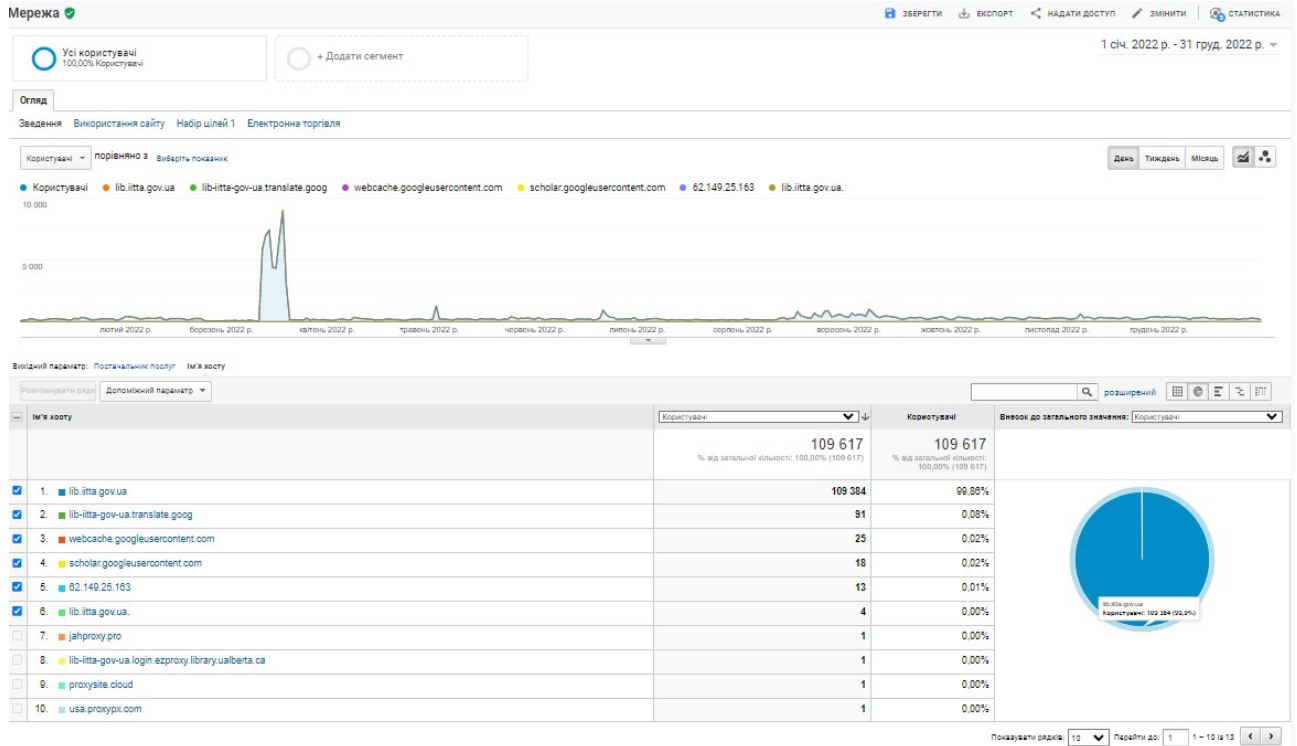 Мережа
ЗБЕРЕГТИ ЕКСПОРТ НАДАТИ ДОСТУП ЗМІНИТИ СТАТИСТИКА
Усі користувачі
100,00% Користувачі
+ Додати сегмент
1 січ. 2022 р. - 31 груд. 2022 р.
Огляд
Зведення Використання сайту Набір цілей 1 Електронна торгівля
Користувачі порівняно з Виберіть показник
День Тиждень Місяць
Користувачі lib.iitta.gov.ua lib-iitta-gov-ua.translate.goog webcache.googleusercontent.com scholar.googleusercontent.com 62.149.25.163 lib.iitta.gov.ua.
10 000
5 000
лютий 2022 р. березень 2022 р. квітень 2022 р. травень 2022 р. червень 2022 р. липень 2022 р. серпень 2022 р. вересень 2022 р. жовтень 2022 р. листопад 2022 р. грудень 2022 р.
Вихідний параметр: Постачальник послуг Ім'я хосту
Розпланувати ряди Допоміжний параметр
розширений
Ім'я хосту Користувачі Користувачі Внесок до загального значення: Користувачі
109 617 109 617
% від загальної кількості: 100,00% (109 617) % від загальної кількості:
100,00% (109 617)
1. lib.iitta.gov.ua 109 384 99,86%
2. lib-iitta-gov-ua.translate.goog 91 0,08%
3. webcache.googleusercontent.com 25 0,02%
4. scholar.googleusercontent.com 18 0,02%
5. 62.149.25.163 13 0,01%
6. lib.iitta.gov.ua. 4 0,00%
lib.iitta.gov.ua
Користувачі: 109 384 (99,9%)
7. jahproxy.pro 1 0,00%
8. lib-iitta-gov-ua.login.ezproxy.library.ualberta.ca 1 0,00%
9. proxysite.cloud 1 0,00%
10. usa.proxypx.com 1 0,00%
Показувати рядків: 10 Перейти до: 1 1 – 10 із 13